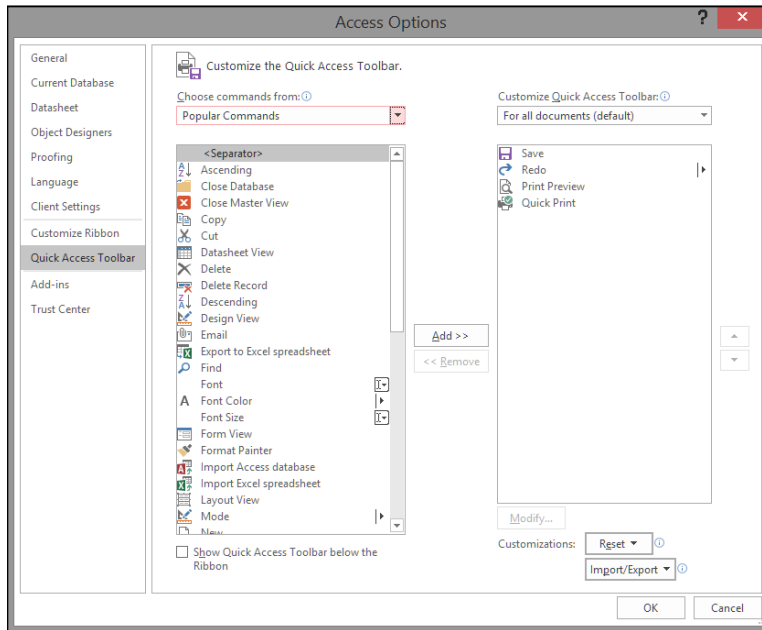 Access Options
?
General
Current Database
Datasheet
Object Designers
Proofing
Language
Client Settings
Customize Ribbon
Quick Access Toolbar
Add-ins
Trust Center
Customize the Quick Access Toolbar.
Choose commands from:
Popular Commands
<Separator>
Ascending
Close Database
Close Master View
Copy
Cut
Datasheet View
Delete
Delete Record
Descending
Design View
Email
Export to Excel spreadsheet
Find
Font
Font Color
Font Size
Form View
Format Painter
Import Access database
Import Excel spreadsheet
Layout View
Mode
New
Show Quick Access Toolbar below the
Ribbon
Add >>
<< Remove
Customize Quick Access Toolbar:
For all documents (default)
Save
Redo
Print Preview
Quick Print
Modify...
Customizations: Reset
Import/Export
OK Cancel